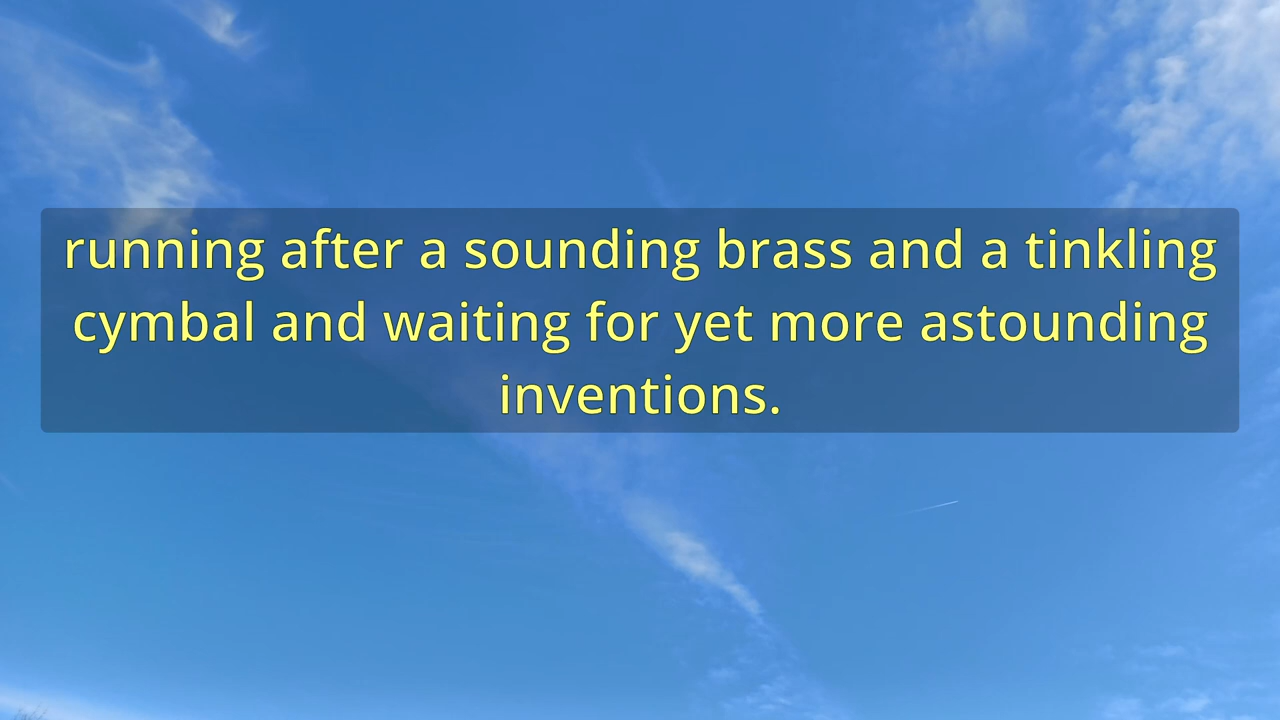 running after a sounding brass and a tinkling
cymbal and waiting for yet more astounding
inventions.